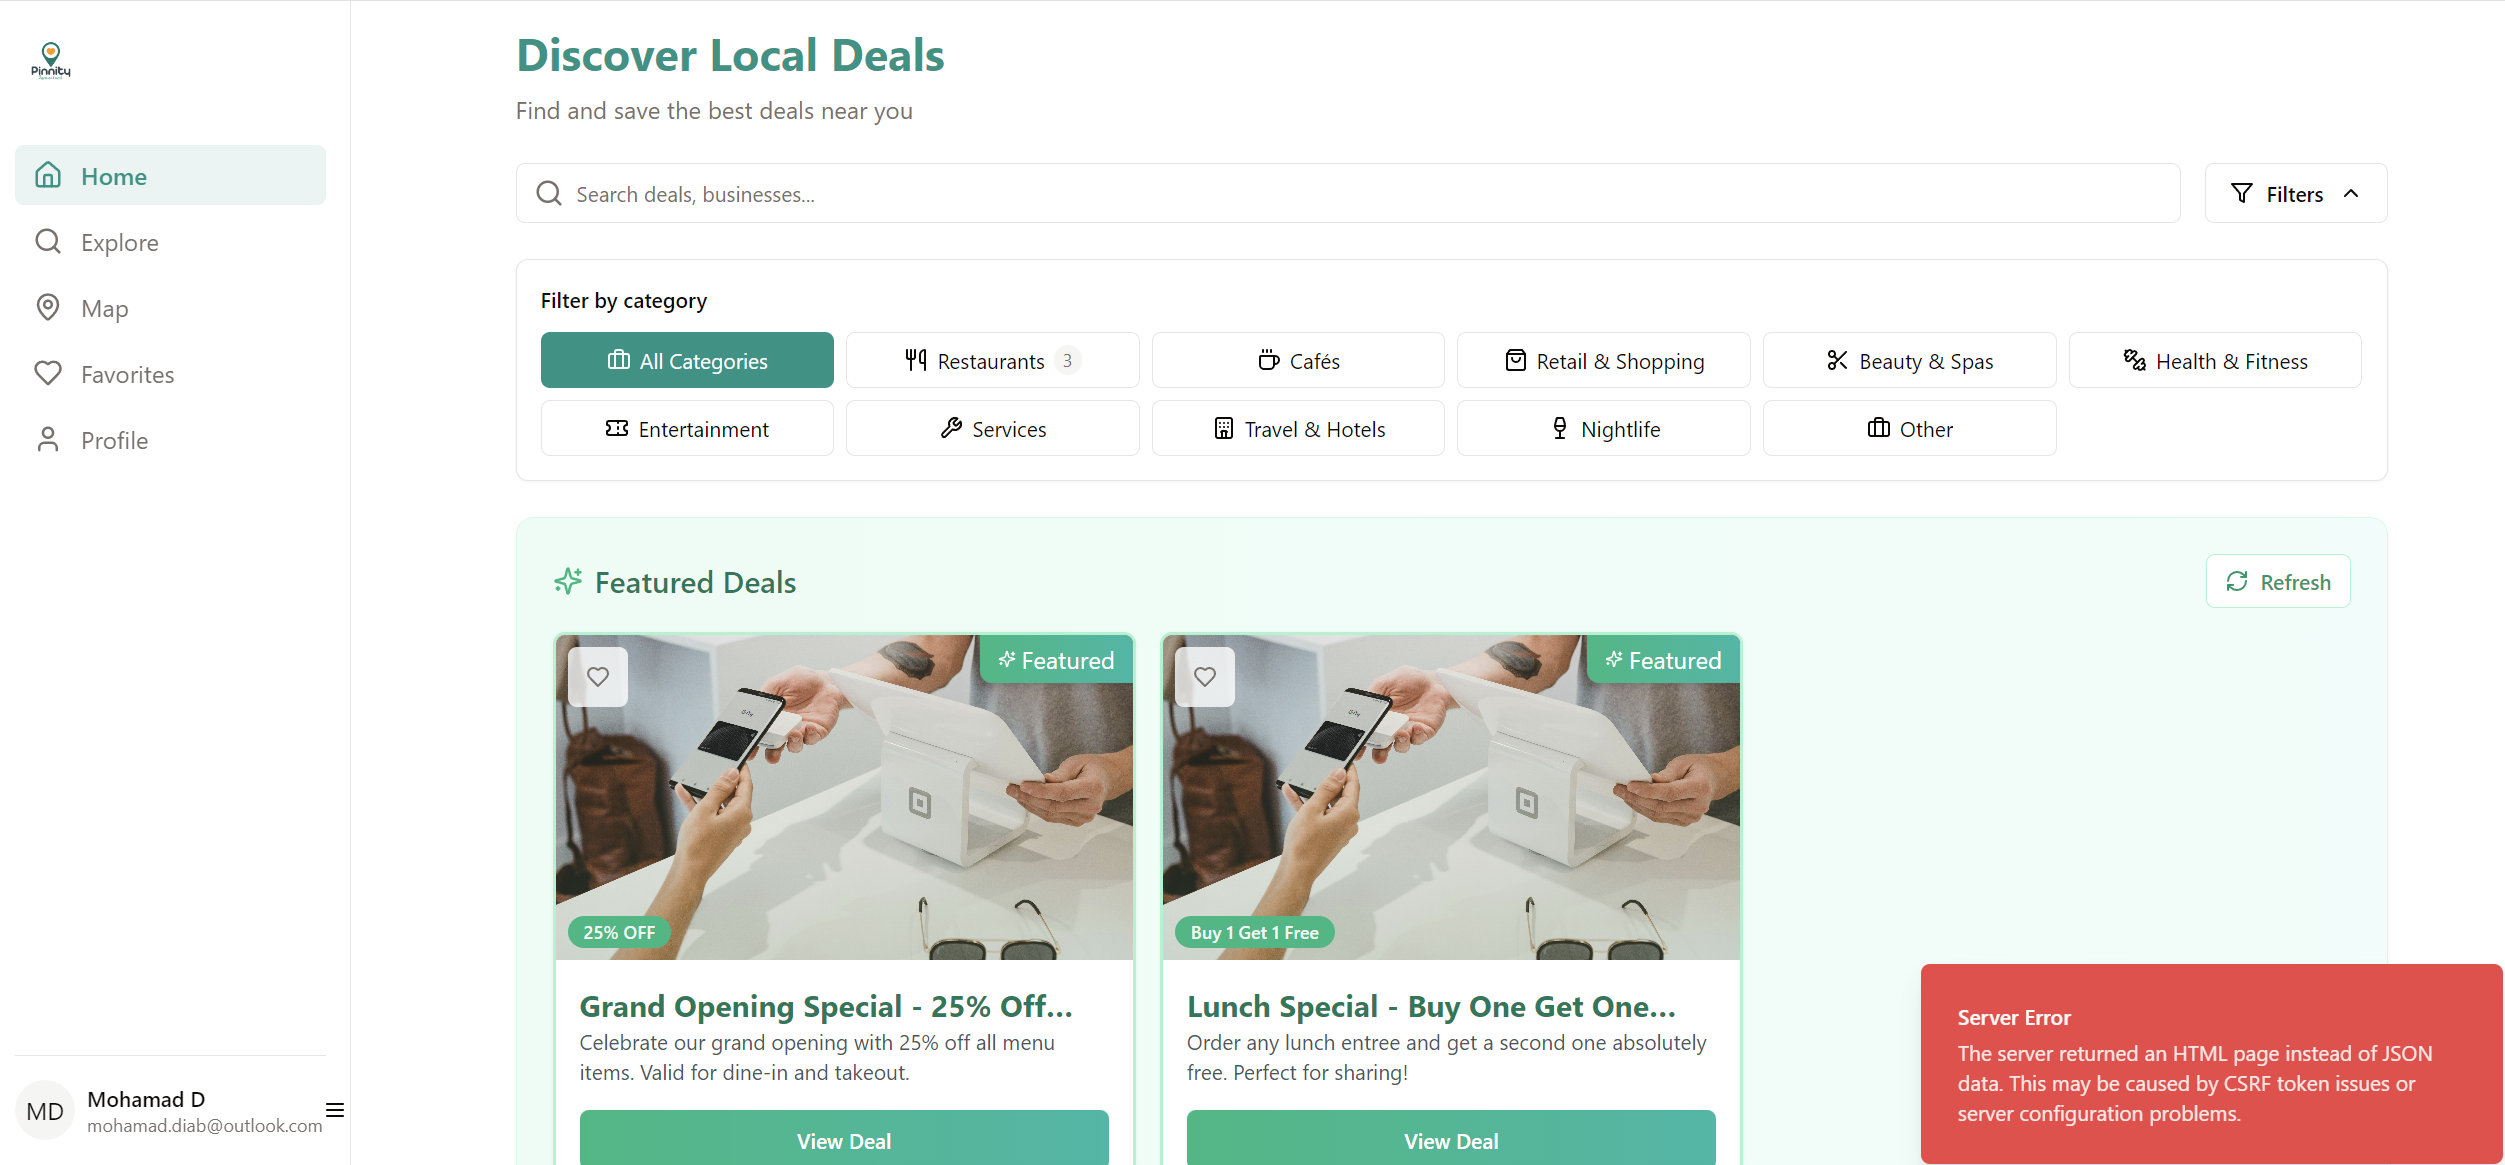 Pinnity
Home
Explore
Map
Favorites
Profile
Mohamad D
MD
mohamad.diab@outlook.com
Discover Local Deals
Find and save the best deals near you
Search deals, businesses...
Filters
Filter by category
All Categories
Restaurants 3
Cafés
Retail & Shopping
Beauty & Spas
Health & Fitness
Entertainment
Services
Travel & Hotels
Nightlife
Other
Featured Deals
Refresh
Featured
25% OFF
Grand Opening Special - 25% Off...
Celebrate our grand opening with 25% off all menu
items. Valid for dine-in and takeout.
View Deal
Featured
Buy 1 Get 1 Free
Lunch Special - Buy One Get One...
Order any lunch entree and get a second one absolutely
free. Perfect for sharing!
View Deal
Server Error
The server returned an HTML page instead of JSON
data. This may be caused by CSRF token issues or
server configuration problems.